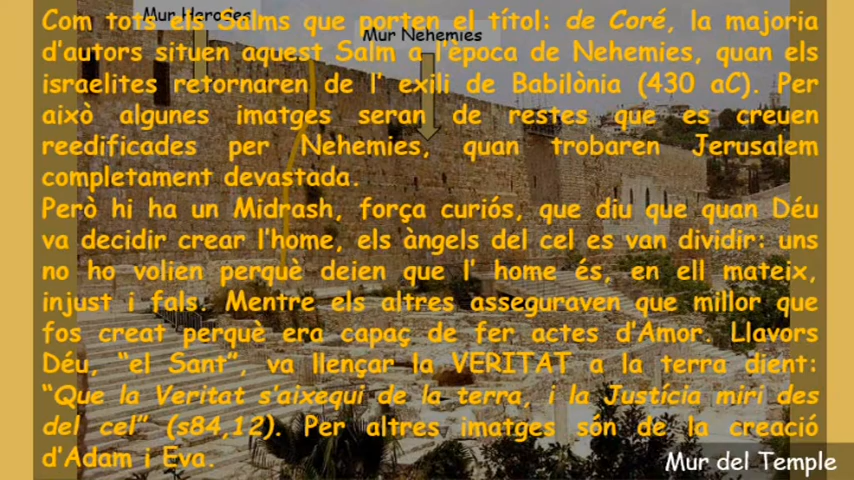 Mur Herodes
Mur Nehemies
Com tots els Salms que porten el títol: de Coré, la majoria
d'autors situen aquest Salm a l'època de Nehemies, quan els
israelites retornaren de l' exili de Babilònia (430 aC). Per
això algunes imatges seran de restes que es creuen
reedificades per Nehemies, quan trobaren Jerusalem
completament devastada.
Però hi ha un Midrash, força curiós, que diu que quan Déu
va decidir crear l'home, els àngels del cel es van dividir: uns
no ho volien perquè deien que l' home és, en ell mateix,
injust i fals. Mentre els altres asseguraven que millor que
fos creat perquè era capaç de fer actes d'Amor. Llavors
Déu, "el Sant", va llençar la VERITAT a la terra dient:
"Que la Veritat s'aixequi de la terra, i la Justícia miri des
del cel" (s84,12). Per altres imatges són de la creació
d'Adam i Eva.
Mur del Temple